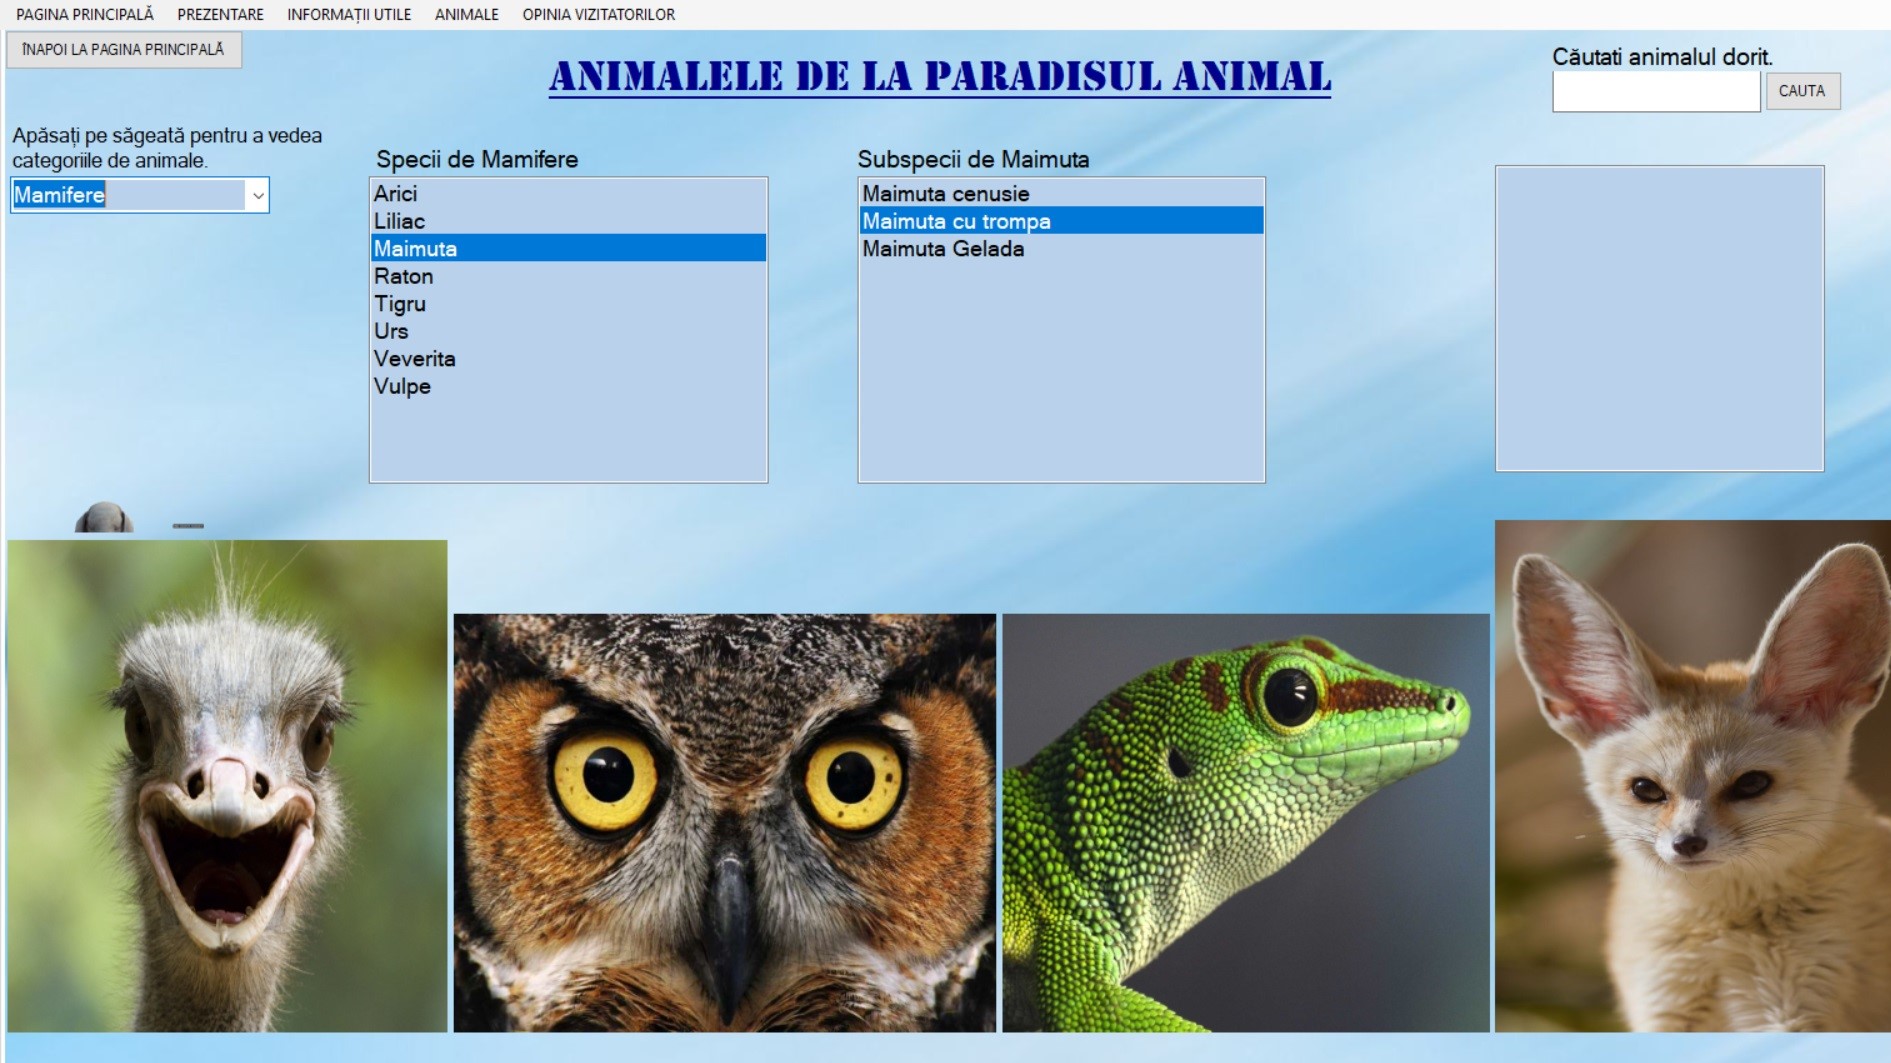 PAGINA PRINCIPALĂ PREZENTARE INFORMAȚII UTILE ANIMALE OPINIA VIZITATORILOR
ÎNAPOI LA PAGINA PRINCIPALĂ
ANIMALELE DE LA PARADISUL ANIMAL
Căutati animalul dorit.
CAUTA
Apăsați pe săgeată pentru a vedea
categoriile de animale.
Mamifere
Specii de Mamifere
Arici
Liliac
Maimuta
Raton
Tigru
Urs
Veverita
Vulpe
Subspecii de Maimuta
Maimuta cenusie
Maimuta cu trompa
Maimuta Gelada